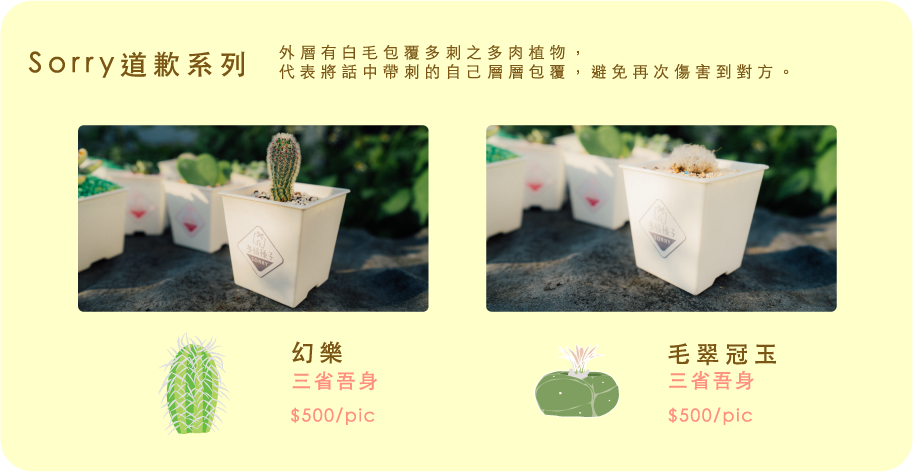 Sorry道歉系列
外層有白毛包覆多刺之多肉植物，
代表將話中帶刺的自己層層包覆，避免再次傷害到對方。
SORRY
幻樂
三省吾身
$500/pic
毛翠冠玉
三省吾身
$500/pic